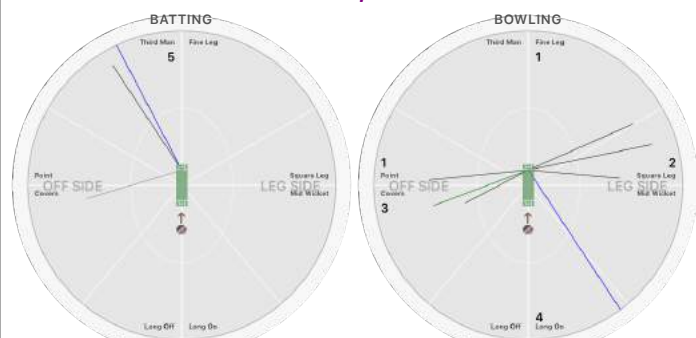 BATTING BOWLING
Third Man Fine Leg Third Man Fine Leg
5 1
1 2
Point Square Leg Point Square Leg
OFF SIDE LEG SIDE OFF SIDE LEG SIDE
Covers Mid Wicket Covers Mid Wicket
3
4
Long Off Long On Long Off Long On